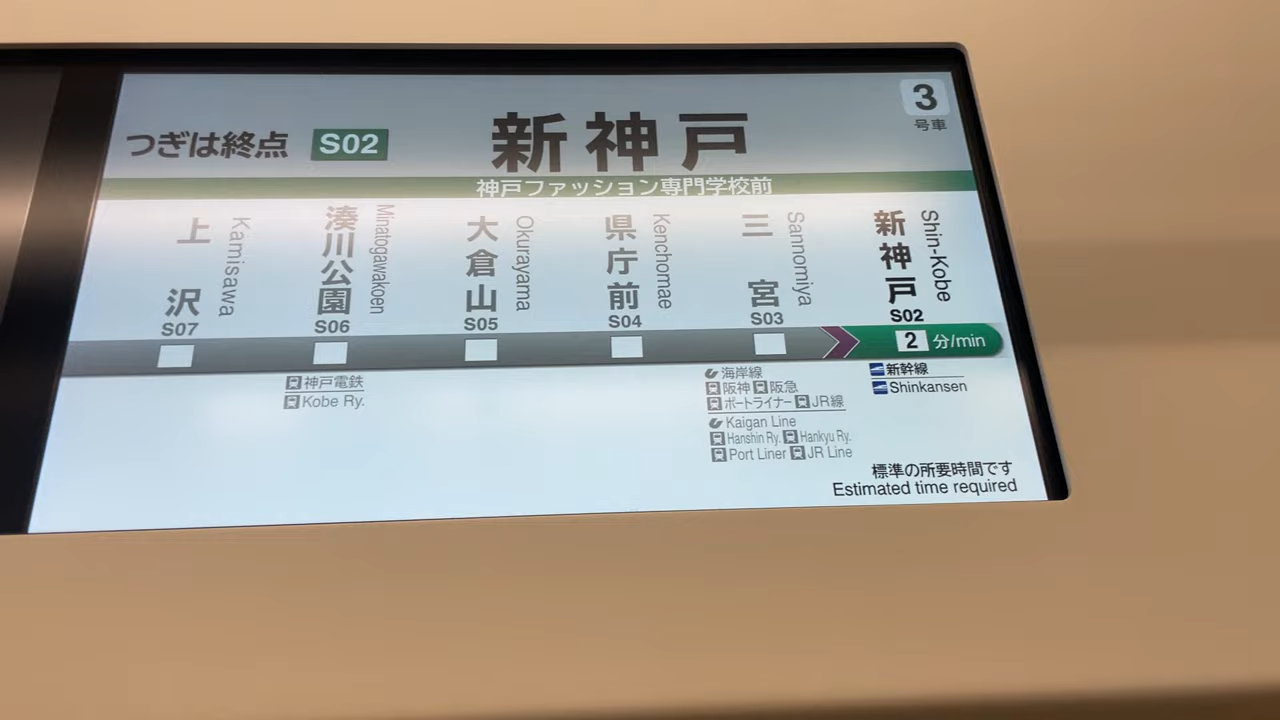 3
号車
つぎは終点 S02 新神戸
神戸ファッション専門学校前
上沢 Kamisawa S07
湊川公園 Minatogawakoen S06
大倉山 Okurayama S05
県庁前 Kenchomae S04
三宮 Sannomiya S03
新神戸 Shin-Kobe S02
2 分/min
神戸電鉄
Kobe Ry.
海岸線
阪神 阪急
ポートライナー JR線
Kaigan Line
Hanshin Ry. Hankyu Ry.
Port Liner JR Line
新幹線
Shinkansen
標準の所要時間です
Estimated time required